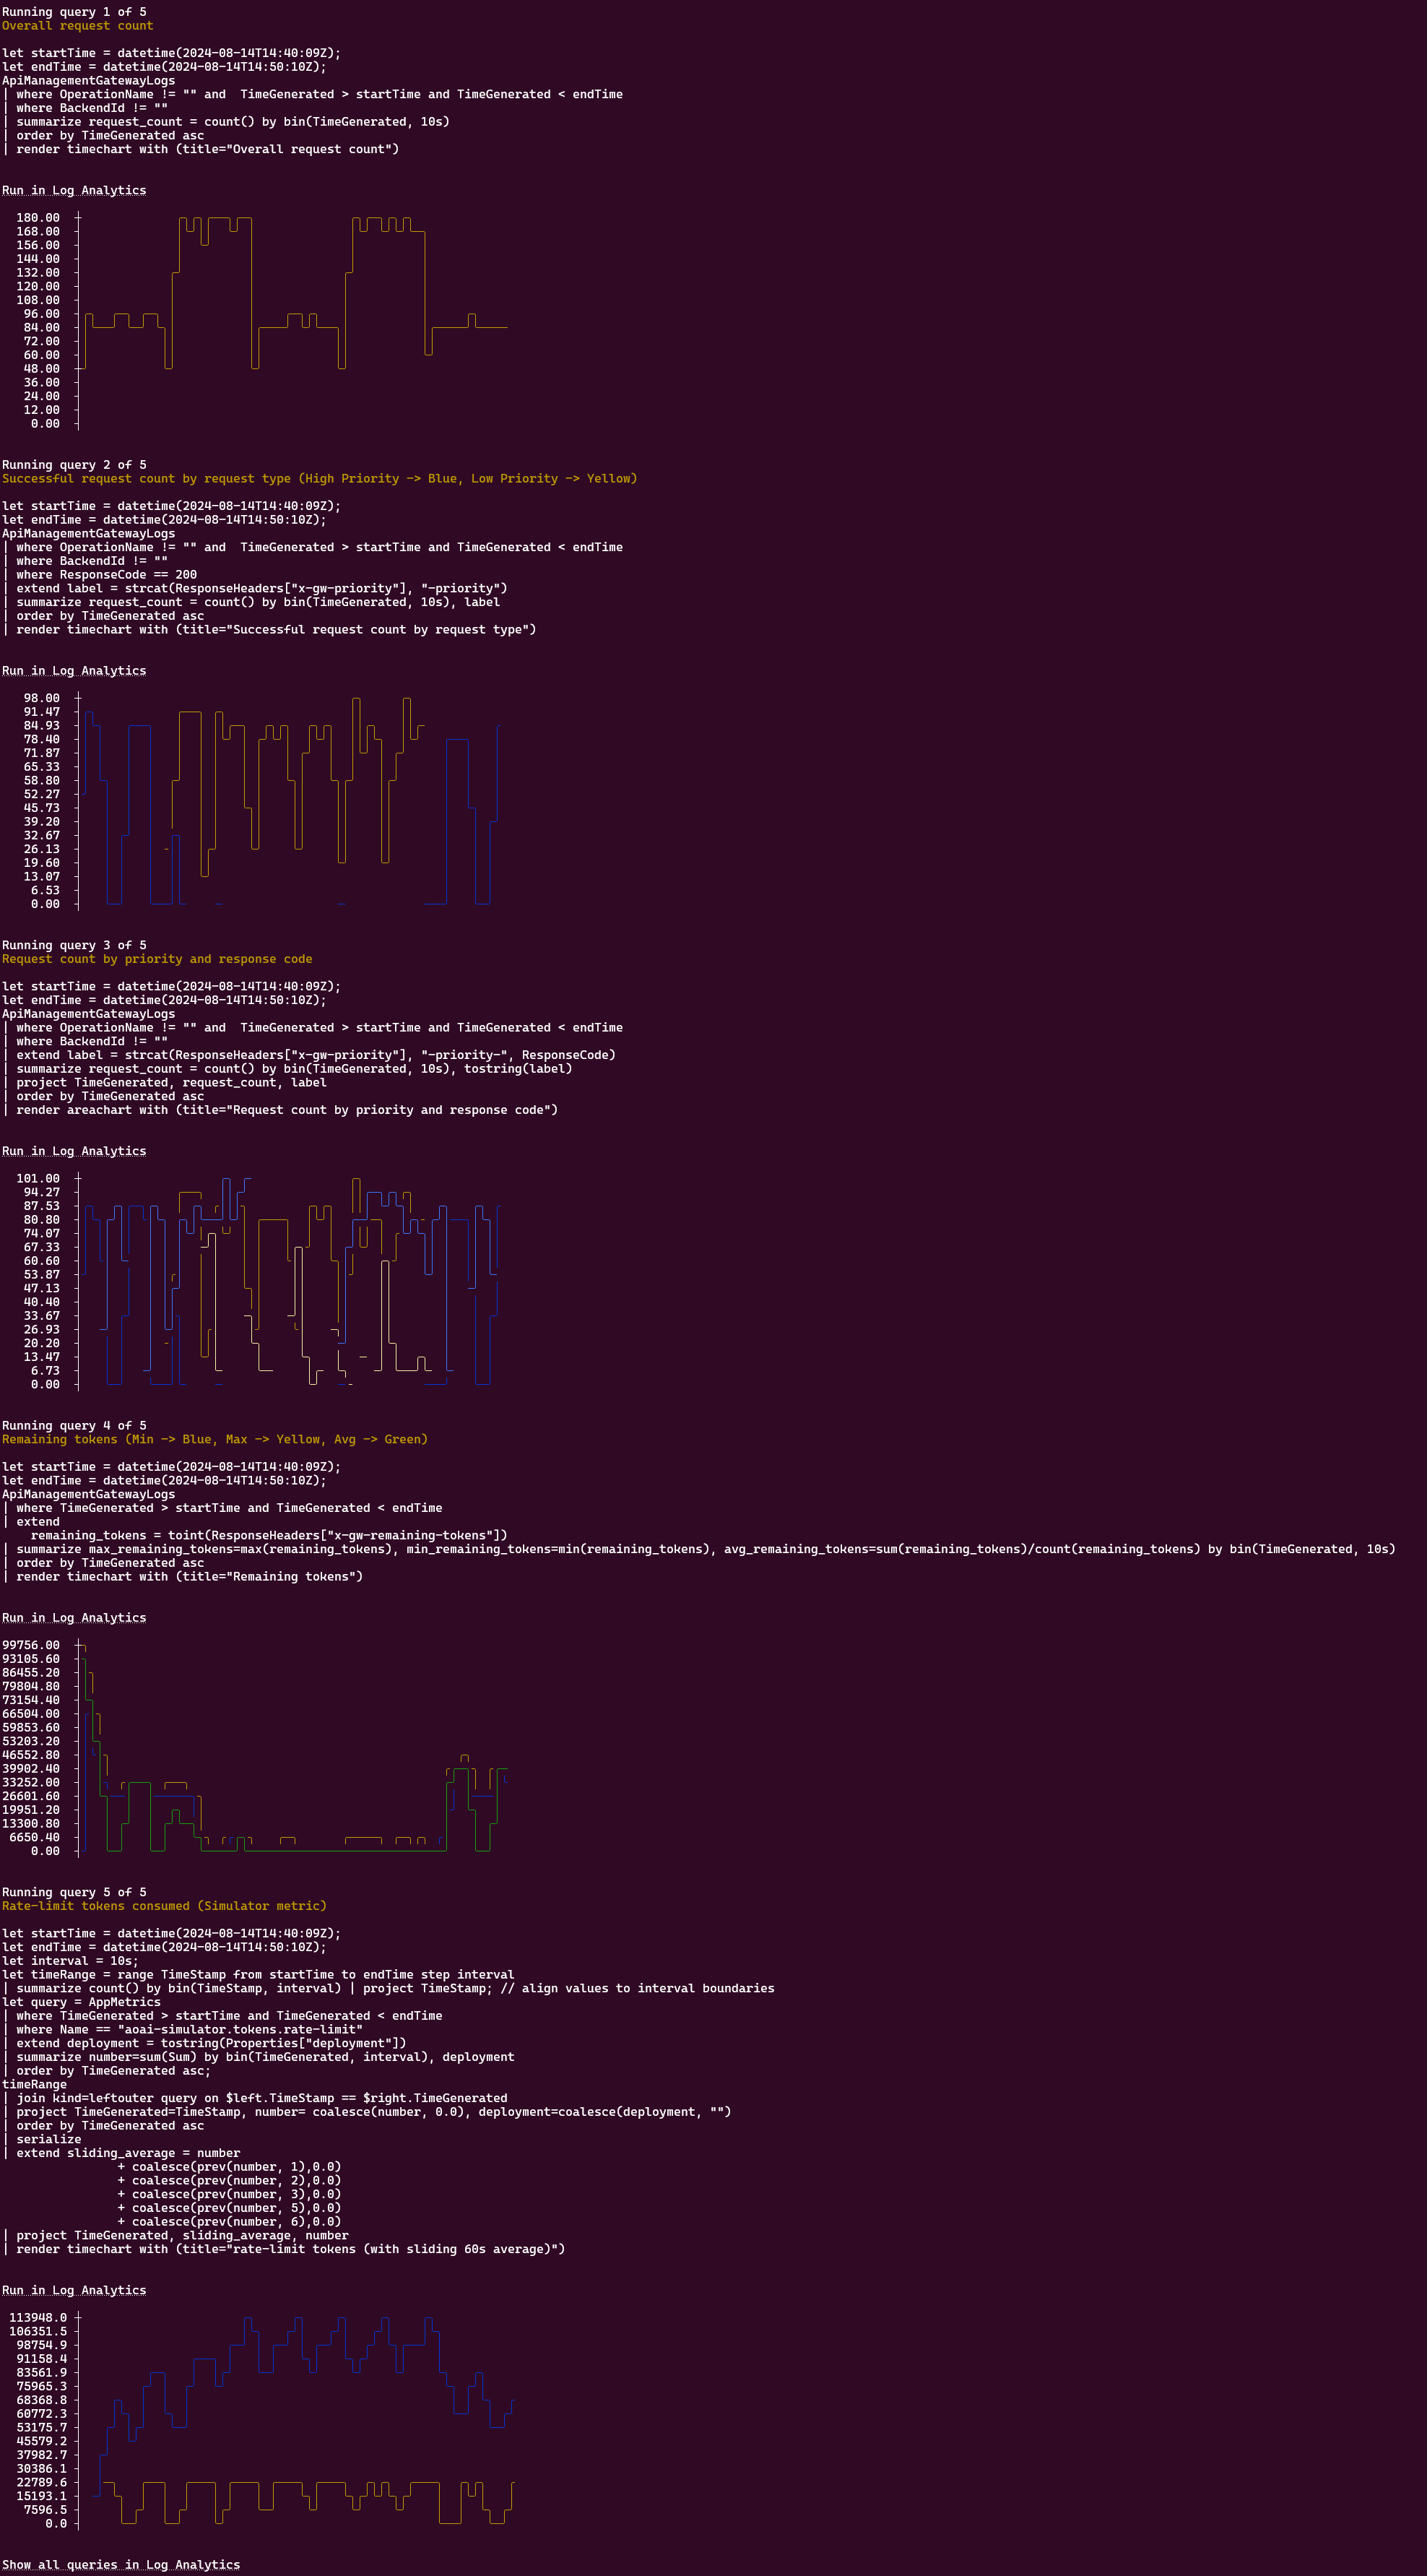 Running query 1 of 5
Overall request count
let startTime = datetime(2024-08-14T14:40:09Z);
let endTime = datetime(2024-08-14T14:50:10Z);
ApiManagementGatewayLogs
| where OperationName != "" and  TimeGenerated > startTime and TimeGenerated < endTime
| where BackendId != ""
| summarize request_count = count() by bin(TimeGenerated, 10s)
| order by TimeGenerated asc
| render timechart with (title="Overall request count")
Run in Log Analytics
180.00
168.00
156.00
144.00
132.00
120.00
108.00
96.00
84.00
72.00
60.00
48.00
36.00
24.00
12.00
0.00
Running query 2 of 5
Successful request count by request type (High Priority -> Blue, Low Priority -> Yellow)
let startTime = datetime(2024-08-14T14:40:09Z);
let endTime = datetime(2024-08-14T14:50:10Z);
ApiManagementGatewayLogs
| where OperationName != "" and  TimeGenerated > startTime and TimeGenerated < endTime
| where BackendId != ""
| where ResponseCode == 200
| extend label = strcat(ResponseHeaders["x-gw-priority"], "-priority")
| summarize request_count = count() by bin(TimeGenerated, 10s), label
| order by TimeGenerated asc
| render timechart with (title="Successful request count by request type")
Run in Log Analytics
98.00
91.47
84.93
78.40
71.87
65.33
58.80
52.27
45.73
39.20
32.67
26.13
19.60
13.07
6.53
0.00
Running query 3 of 5
Request count by priority and response code
let startTime = datetime(2024-08-14T14:40:09Z);
let endTime = datetime(2024-08-14T14:50:10Z);
ApiManagementGatewayLogs
| where OperationName != "" and  TimeGenerated > startTime and TimeGenerated < endTime
| where BackendId != ""
| extend label = strcat(ResponseHeaders["x-gw-priority"], "-priority-", ResponseCode)
| summarize request_count = count() by bin(TimeGenerated, 10s), tostring(label)
| project TimeGenerated, request_count, label
| order by TimeGenerated asc
| render areachart with (title="Request count by priority and response code")
Run in Log Analytics
101.00
94.27
87.53
80.80
74.07
67.33
60.60
53.87
47.13
40.40
33.67
26.93
20.20
13.47
6.73
0.00
Running query 4 of 5
Remaining tokens (Min -> Blue, Max -> Yellow, Avg -> Green)
let startTime = datetime(2024-08-14T14:40:09Z);
let endTime = datetime(2024-08-14T14:50:10Z);
ApiManagementGatewayLogs
| where TimeGenerated > startTime and TimeGenerated < endTime
| extend
    remaining_tokens = toint(ResponseHeaders["x-gw-remaining-tokens"])
| summarize max_remaining_tokens=max(remaining_tokens), min_remaining_tokens=min(remaining_tokens), avg_remaining_tokens=sum(remaining_tokens)/count(remaining_tokens) by bin(TimeGenerated, 10s)
| order by TimeGenerated asc
| render timechart with (title="Remaining tokens")
Run in Log Analytics
99756.00
93105.60
86455.20
79804.80
73154.40
66504.00
59853.60
53203.20
46552.80
39902.40
33252.00
26601.60
19951.20
13300.80
6650.40
0.00
Running query 5 of 5
Rate-limit tokens consumed (Simulator metric)
let startTime = datetime(2024-08-14T14:40:09Z);
let endTime = datetime(2024-08-14T14:50:10Z);
let interval = 10s;
let timeRange = range TimeStamp from startTime to endTime step interval
| summarize count() by bin(TimeStamp, interval) | project TimeStamp; // align values to interval boundaries
let query = AppMetrics
| where TimeGenerated > startTime and TimeGenerated < endTime
| where Name == "aoai-simulator.tokens.rate-limit"
| extend deployment = tostring(Properties["deployment"])
| summarize number=sum(Sum) by bin(TimeGenerated, interval), deployment
| order by TimeGenerated asc;
timeRange
| join kind=leftouter query on $left.TimeStamp == $right.TimeGenerated
| project TimeGenerated=TimeStamp, number= coalesce(number, 0.0), deployment=coalesce(deployment, "")
| order by TimeGenerated asc
| serialize
| extend sliding_average = number
                + coalesce(prev(number, 1),0.0)
                + coalesce(prev(number, 2),0.0)
                + coalesce(prev(number, 3),0.0)
                + coalesce(prev(number, 5),0.0)
                + coalesce(prev(number, 6),0.0)
| project TimeGenerated, sliding_average, number
| render timechart with (title="rate-limit tokens (with sliding 60s average)")
Run in Log Analytics
113948.0
106351.5
98754.9
91158.4
83561.9
75965.3
68368.8
60772.3
53175.7
45579.2
37982.7
30386.1
22789.6
15193.1
7596.5
0.0
Show all queries in Log Analytics